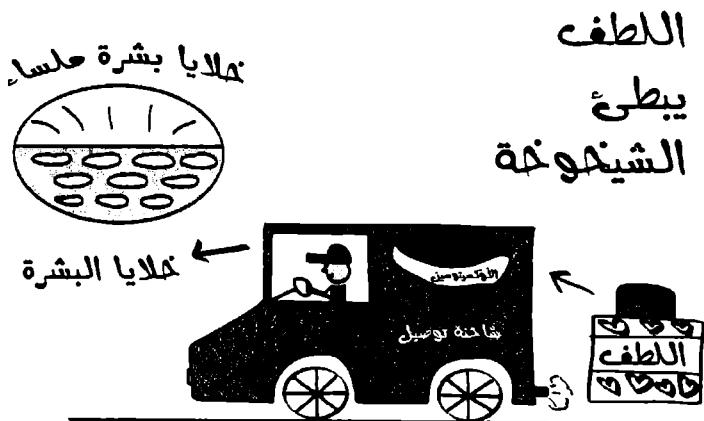 اللطف
يبطئ
الشيخوخة
خلايا بشرة ملساء
خلايا البشرة
الأوكسيتوسين
شاحنة توصيل
اللطف